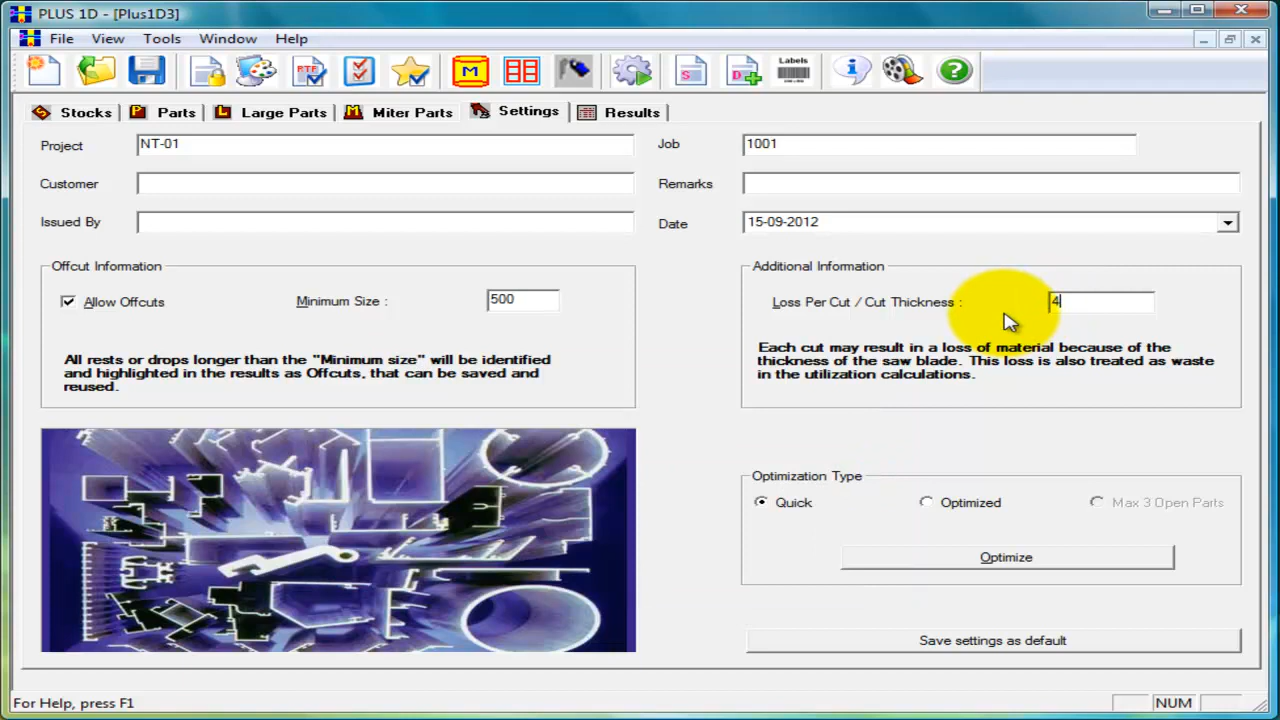 PLUS 1D - [Plus1D3]
File View Tools Window Help
RTF M S D Labels i ?
Stocks Parts Large Parts Miter Parts Settings Results
Project NT-01 Job 1001
Customer Remarks
Issued By Date 15-09-2012
Offcut Information Additional Information
Allow Offcuts Minimum Size : 500 Loss Per Cut / Cut Thickness : 4
All rests or drops longer than the "Minimum size" will be identified
and highlighted in the results as Offcuts, that can be saved and
reused.
Each cut may result in a loss of material because of the
thickness of the saw blade. This loss is also treated as waste
in the utilization calculations.
Optimization Type
Quick Optimized Max 3 Open Parts
Optimize
Save settings as default
For Help, press F1 NUM